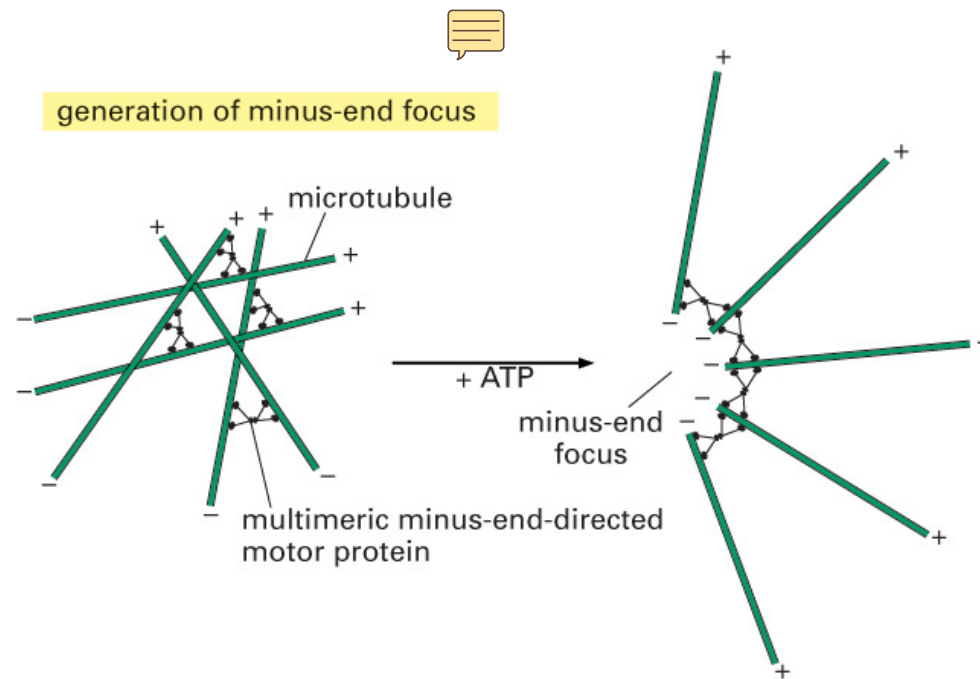 generation of minus-end focus
microtubule
+ + + + +
− − − − −
multimeric minus-end-directed
motor protein
+ ATP
minus-end
focus
+ + + +
− − − − −